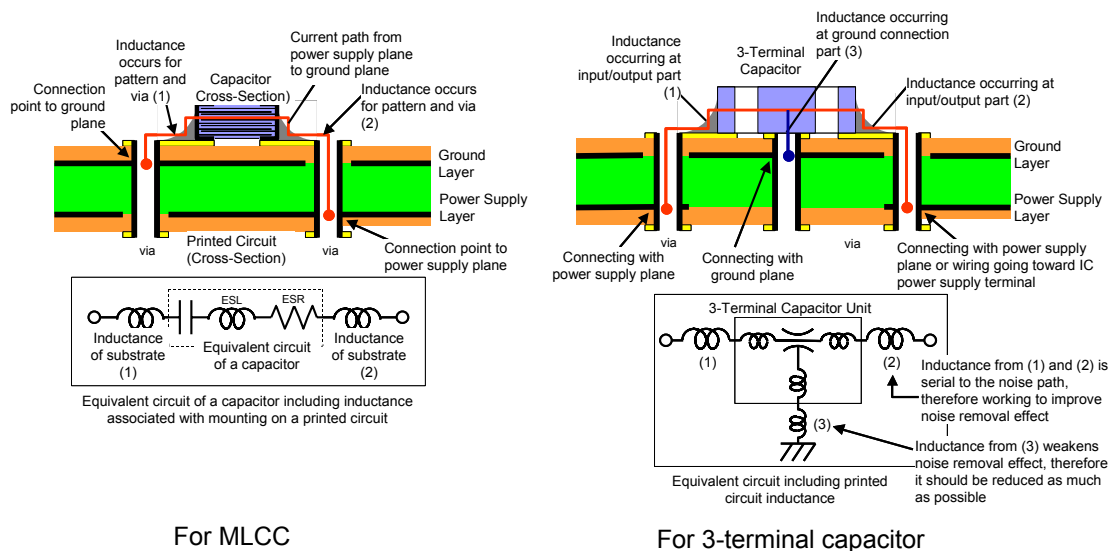 Inductance
occurs for
pattern and
via (1)
Current path from
power supply plane
to ground plane
Capacitor
Cross-Section)
Connection
point to ground
plane
Inductance occurs
for pattern and via
(2)
Ground
Layer
Power Supply
Layer
via
Printed Circuit
(Cross-Section)
via
Connection point to
power supply plane
ESL
ESR
Inductance
of substrate
(1)
Equivalent circuit
of a capacitor
Inductance
of substrate
(2)
Equivalent circuit of a capacitor including inductance
associated with mounting on a printed circuit
For MLCC
Inductance
occurring at
input/output part
(1)
3-Terminal
Capacitor
Inductance occurring
at ground connection
part (3)
Inductance occurring at
input/output part (2)
Ground
Layer
Power Supply
Layer
via
via
Connecting with
power supply plane
Connecting with
ground plane
Connecting with power supply
plane or wiring going toward IC
power supply terminal
3-Terminal Capacitor Unit
(1)
(2)
(3)
Inductance from (1) and (2) is
serial to the noise path,
therefore working to improve
noise removal effect
Inductance from (3) weakens
noise removal effect, therefore
it should be reduced as much
as possible
Equivalent circuit including printed
circuit inductance
For 3-terminal capacitor